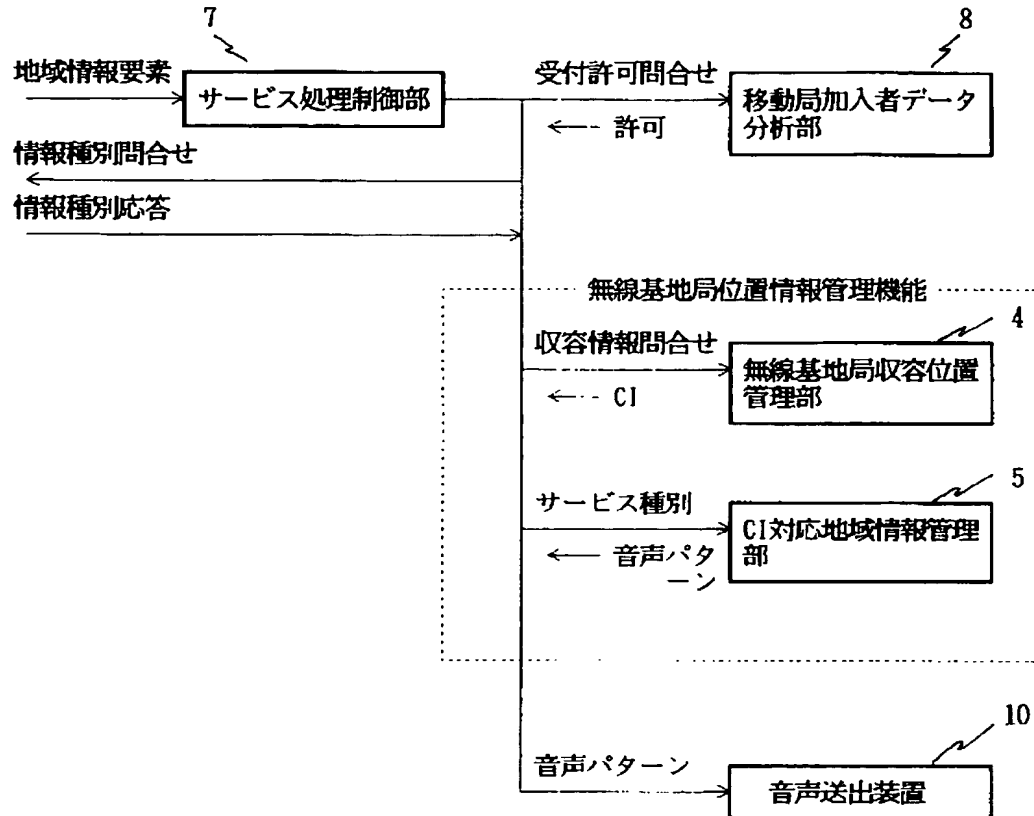 7
8
地域情報要素
サービス処理制御部
受付許可問合せ
移動局加入者データ
分析部
許可
情報種別問合せ
情報種別応答
無線基地局位置情報管理機能
4
収容情報問合せ
無線基地局収容位置
管理部
CI
5
サービス種別
CI対応地域情報管理
部
音声パタ
ーン
10
音声パターン
音声送出装置